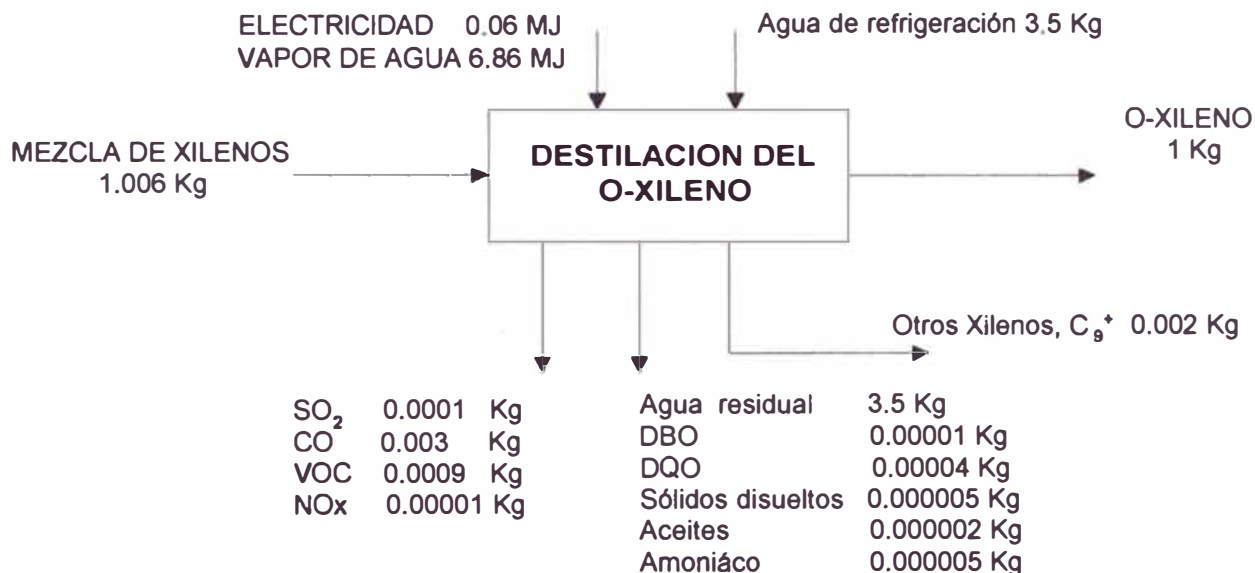 ELECTRICIDAD 0.06 MJ
VAPOR DE AGUA 6.86 MJ
Agua de refrigeración 3.5 Kg
MEZCLA DE XILENOS
1.006 Kg
DESTILACION DEL
O-XILENO
O-XILENO
1 Kg
Otros Xilenos, C₉⁺ 0.002 Kg
SO₂ 0.0001 Kg
CO 0.003 Kg
VOC 0.0009 Kg
NOx 0.00001 Kg
Agua residual 3.5 Kg
DBO 0.00001 Kg
DQO 0.00004 Kg
Sólidos disueltos 0.000005 Kg
Aceites 0.000002 Kg
Amoniáco 0.000005 Kg